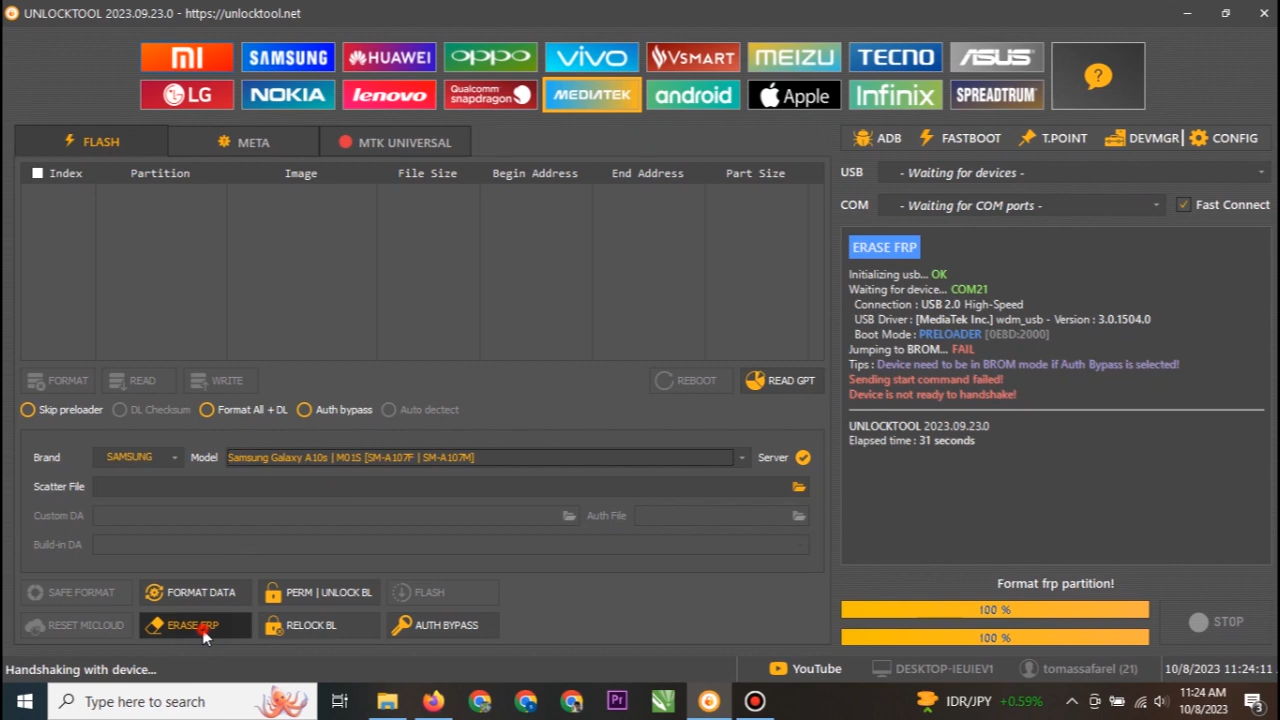 UNLOCKTOOL 2023.09.23.0 - https://unlocktool.net
MI SAMSUNG HUAWEI OPPO VIVO VSMART MEIZU TECNO ASUS ?
LG NOKIA lenovo Qualcomm snapdragon MEDIATEK android Apple Infinix SPREADTRUM
FLASH META MTK UNIVERSAL
ADB FASTBOOT T.POINT DEVMGR CONFIG
Index Partition Image File Size Begin Address End Address Part Size
USB - Waiting for devices -
COM - Waiting for COM ports - Fast Connect
ERASE FRP
Initializing usb... OK
Waiting for device... COM21
Connection : USB 2.0 High-Speed
USB Driver : [MediaTek Inc.] wdm_usb - Version : 3.0.1504.0
Boot Mode : PRELOADER [0E8D:2000]
Jumping to BROM... FAIL
Tips : Device need to be in BROM mode if Auth Bypass is selected!
Sending start command failed!
Device is not ready to handshake!
UNLOCKTOOL 2023.09.23.0
Elapsed time : 31 seconds
FORMAT READ WRITE REBOOT READ GPT
Skip preloader DL Checksum Format All + DL Auth bypass Auto dectect
Brand SAMSUNG Model Samsung Galaxy A10s | M01S [SM-A107F | SM-A107M] Server
Scatter File
Custom DA Auth File
Build-in DA
SAFE FORMAT FORMAT DATA PERM | UNLOCK BL FLASH
RESET MICLOUD ERASE FRP RELOCK BL AUTH BYPASS
Format frp partition!
100 %
100 %
STOP
Handshaking with device...
YouTube DESKTOP-IEUIEV1 tomassafarel (21) 10/8/2023 11:24:11
Type here to search
Pr
IDR/JPY +0.59%
11:24 AM
10/8/2023
3